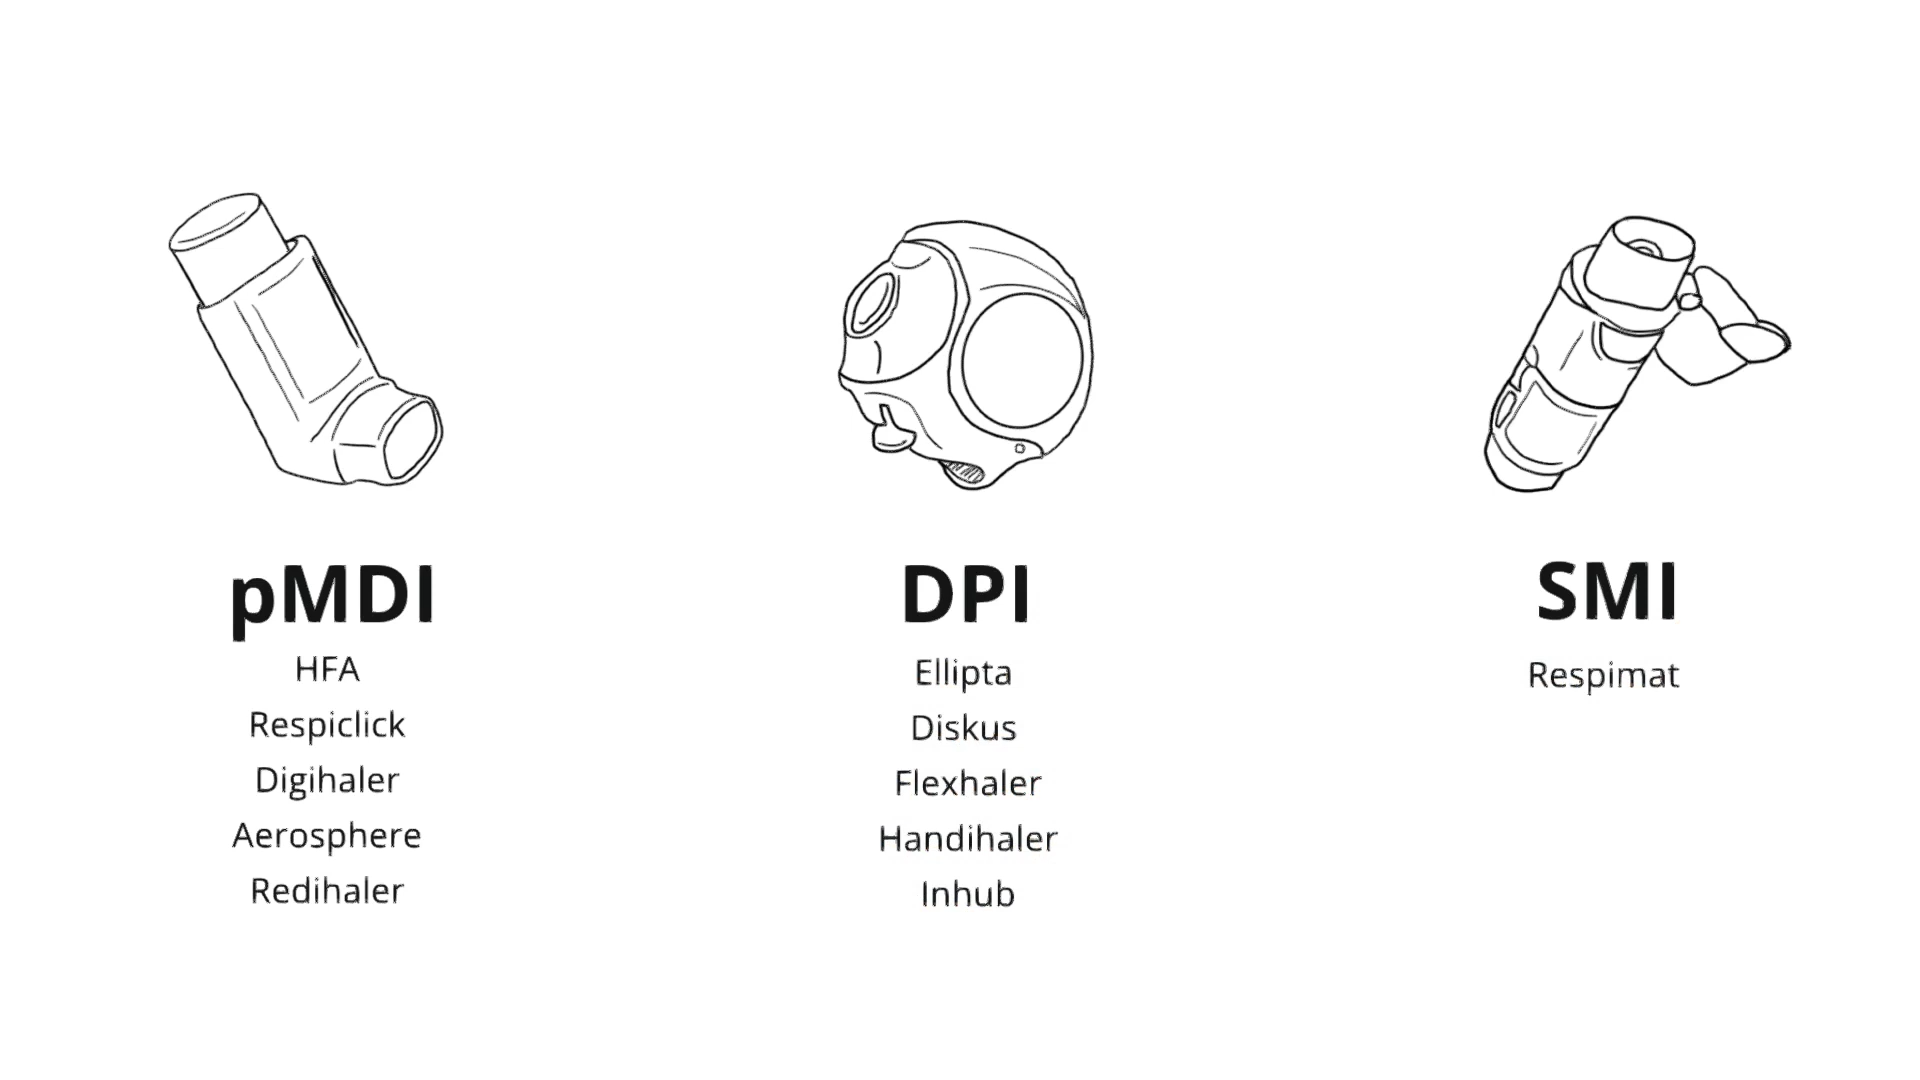 pMDI
HFA
Respiclick
Digihaler
Aerosphere
Redihaler
DPI
Ellipta
Diskus
Flexhaler
Handihaler
Inhub
SMI
Respimat